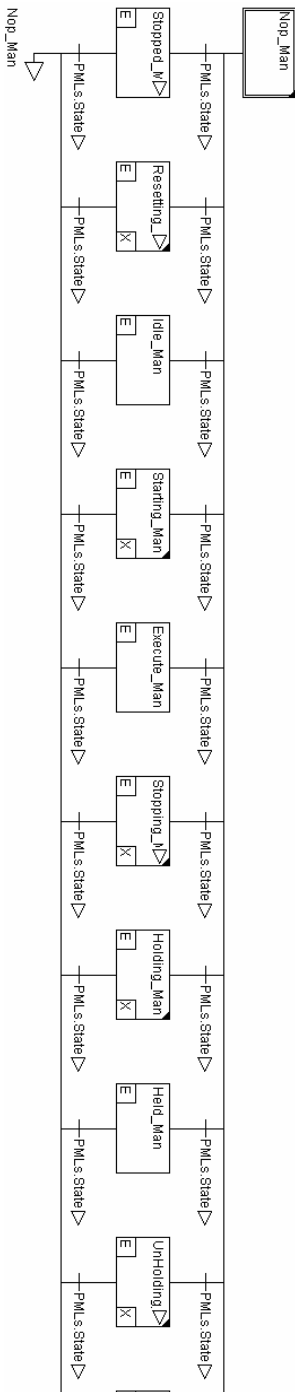 Nop_Man
PMLs.State PMLs.State PMLs.State PMLs.State PMLs.State PMLs.State PMLs.State PMLs.State PMLs.State
Stopped_M Resetting_ Idle_Man Starting_Man Execute_Man Stopping_M Holding_Man Held_Man UnHolding_
E E X E E X E E X E X E E X
PMLs.State PMLs.State PMLs.State PMLs.State PMLs.State PMLs.State PMLs.State PMLs.State PMLs.State
Nop_Man